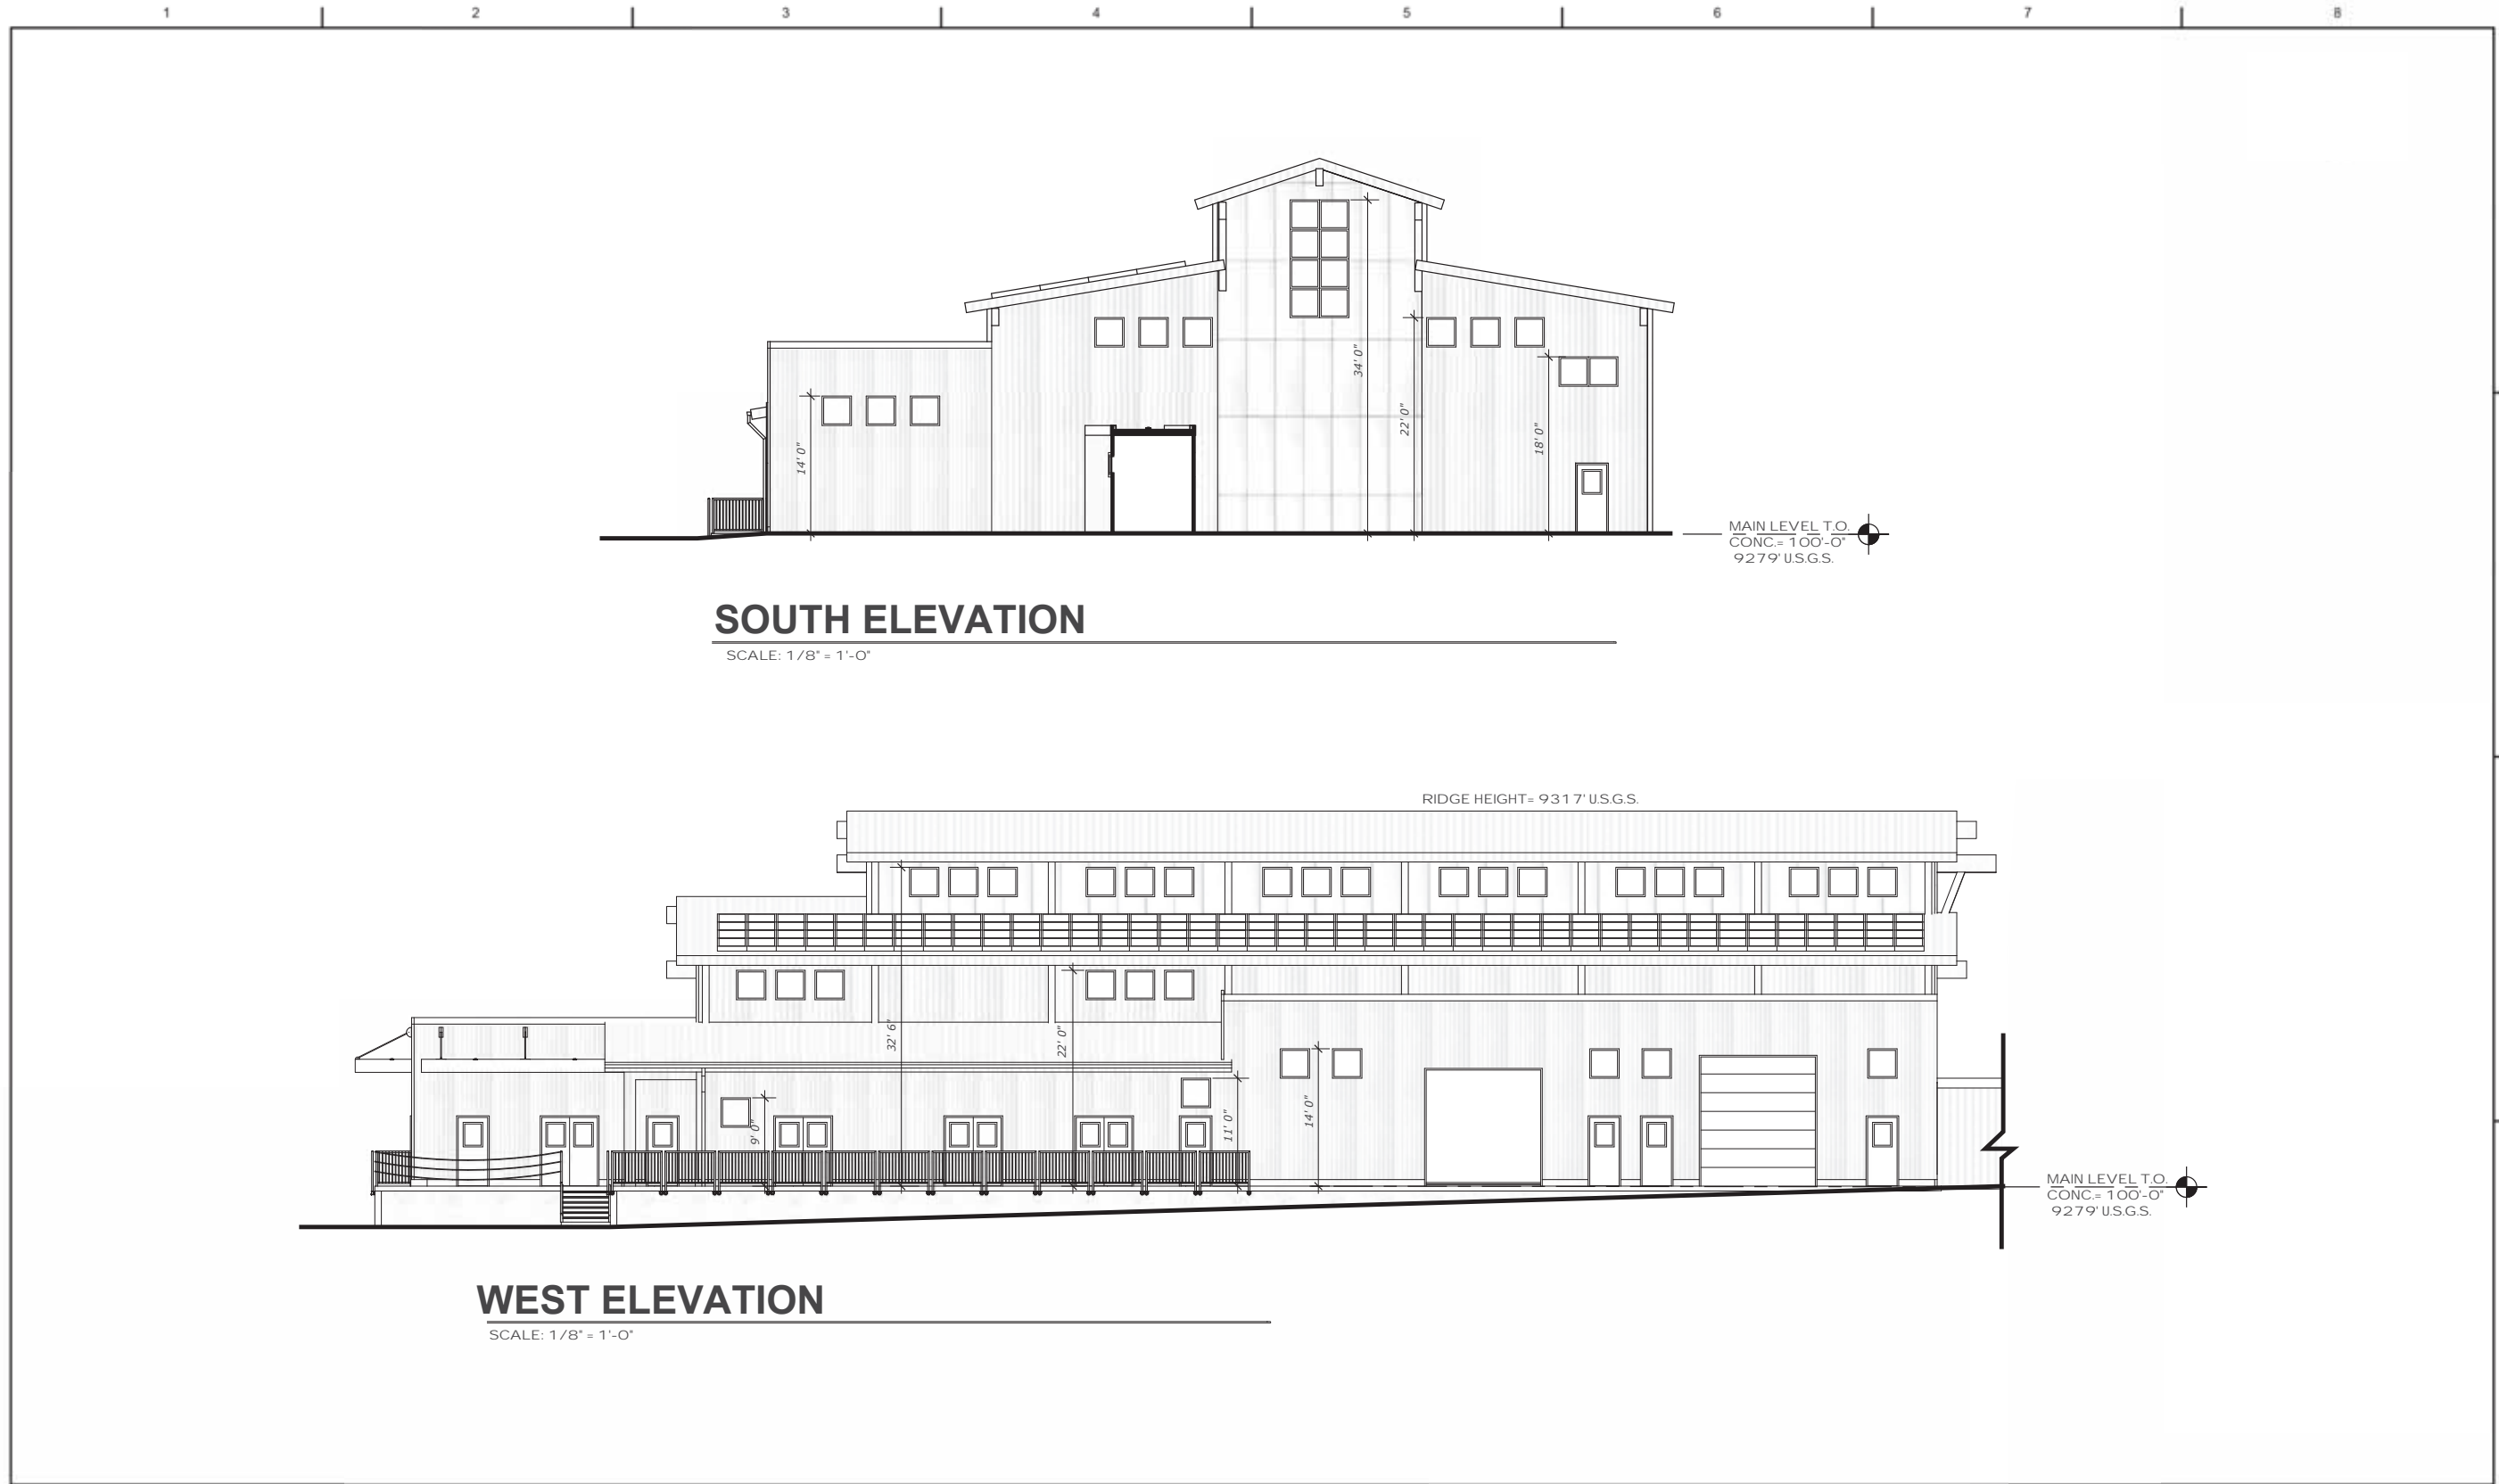 1 2 3 4 5 6 7 8
34' 0"
22' 0"
18' 0"
14' 0"
MAIN LEVEL T.O.
CONC.= 100'-0"
9279' U.S.G.S.
SOUTH ELEVATION
SCALE: 1/8" = 1'-0"
RIDGE HEIGHT= 9317' U.S.G.S.
32' 6"
22' 0"
9' 0"
11' 0"
14' 0"
MAIN LEVEL T.O.
CONC.= 100'-0"
9279' U.S.G.S.
WEST ELEVATION
SCALE: 1/8" = 1'-0"